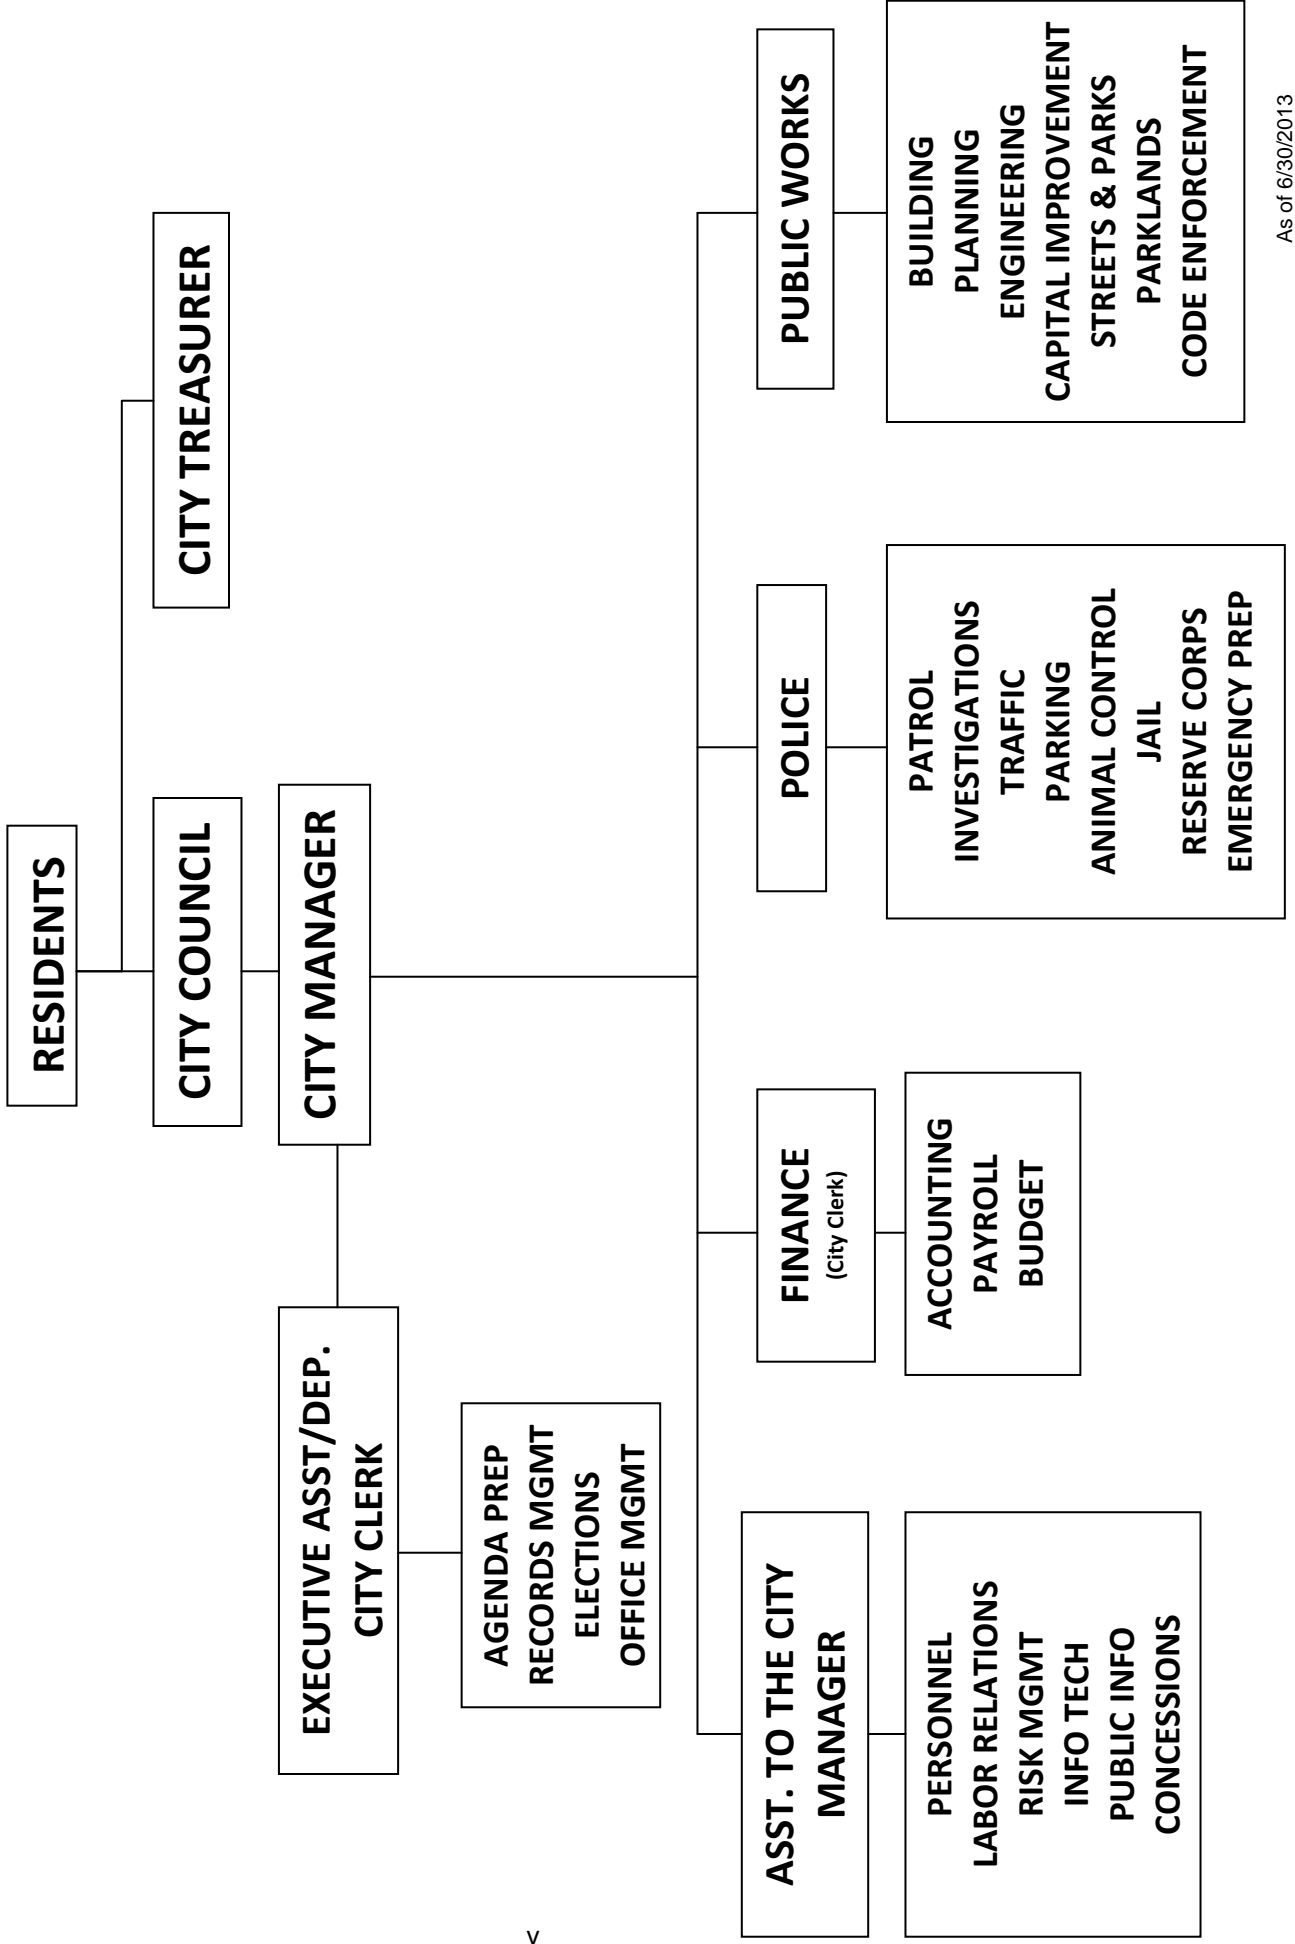 RESIDENTS
CITY COUNCIL
CITY TREASURER
CITY MANAGER
EXECUTIVE ASST/DEP.
CITY CLERK
AGENDA PREP
RECORDS MGMT
ELECTIONS
OFFICE MGMT
ASST. TO THE CITY
MANAGER
PERSONNEL
LABOR RELATIONS
RISK MGMT
INFO TECH
PUBLIC INFO
CONCESSIONS
FINANCE
(City Clerk)
ACCOUNTING
PAYROLL
BUDGET
POLICE
PATROL
INVESTIGATIONS
TRAFFIC
PARKING
ANIMAL CONTROL
JAIL
RESERVE CORPS
EMERGENCY PREP
PUBLIC WORKS
BUILDING
PLANNING
ENGINEERING
CAPITAL IMPROVEMENT
STREETS & PARKS
PARKLANDS
CODE ENFORCEMENT
As of 6/30/2013
v